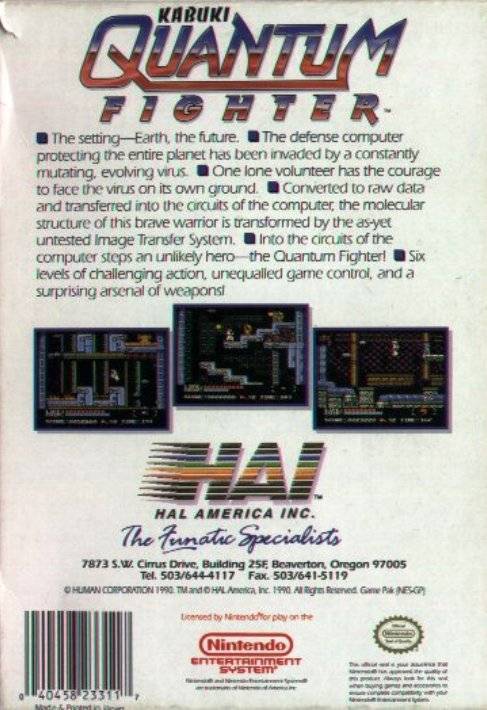 KABUKI
QUANTUM
FIGHTER™
■ The setting—Earth, the future. ■ The defense computer
protecting the entire planet has been invaded by a constantly
mutating, evolving virus. ■ One lone volunteer has the courage
to face the virus on its own ground. ■ Converted to raw data
and transferred into the circuits of the computer, the molecular
structure of this brave warrior is transformed by the as-yet
untested Image Transfer System. ■ Into the circuits of the
computer steps an unlikely hero—the Quantum Fighter! ■ Six
levels of challenging action, unequalled game control, and a
surprising arsenal of weapons!
HAL™
HAL AMERICA INC.
The Funatic Specialists
7873 S.W. Cirrus Drive, Building 25F, Beaverton, Oregon 97005
Tel. 503/644-4117 Fax. 503/641-5119
© HUMAN CORPORATION 1990. TM and © HAL America, Inc. 1990. All Rights Reserved. Game Pak (NES-GP)
Licensed by Nintendo® for play on the
Nintendo
ENTERTAINMENT
SYSTEM®
Nintendo® and Nintendo Entertainment System®
are trademarks of Nintendo of America Inc
Official
Nintendo
Seal of Quality
This official seal is your assurance that
Nintendo® has approved the quality of
this product. Always look for this seal
when buying games and accessories to
ensure complete compatibility with your
Nintendo Entertainment System.
0 40458 23311 7
Made & Printed in Japan